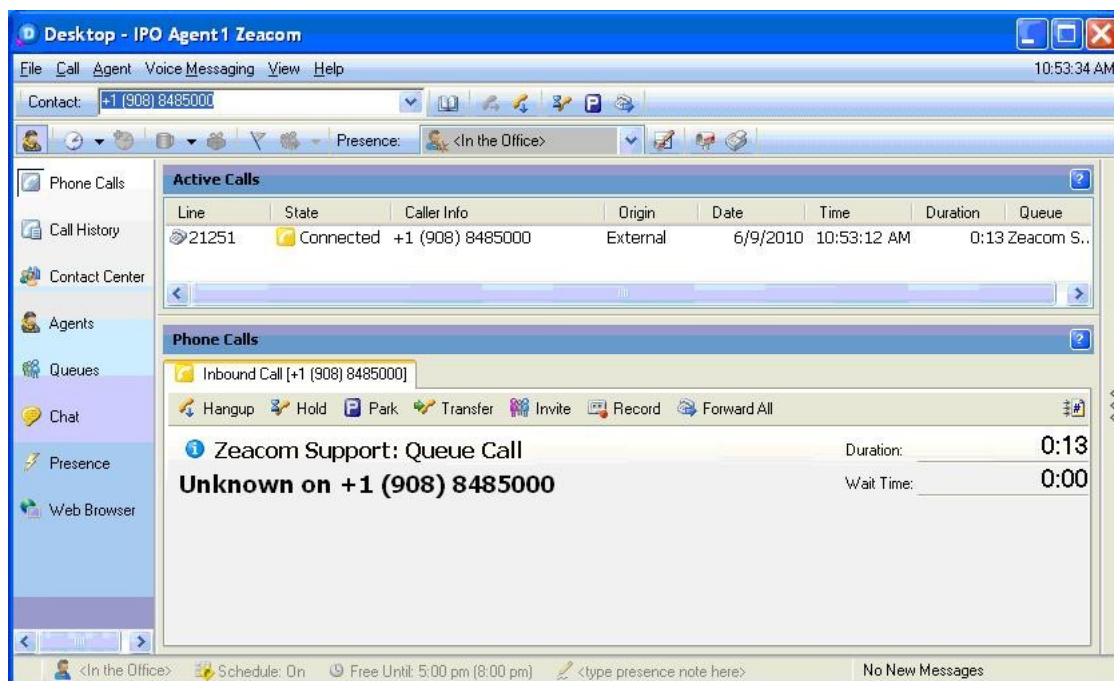 Desktop - IPO Agent1 Zeacom
File Call Agent Voice Messaging View Help 10:53:34 AM
Contact: +1 (908) 8485000
Presence: <In the Office>
Phone Calls
Call History
Contact Center
Agents
Queues
Chat
Presence
Web Browser
Active Calls
Line State Caller Info Origin Date Time Duration Queue
21251 Connected +1 (908) 8485000 External 6/9/2010 10:53:12 AM 0:13 Zeacom S..
Phone Calls
Inbound Call [+1 (908) 8485000]
Hangup Hold Park Transfer Invite Record Forward All
Zeacom Support: Queue Call
Duration: 0:13
Unknown on +1 (908) 8485000
Wait Time: 0:00
<In the Office> Schedule: On Free Until: 5:00 pm (8:00 pm) <type presence note here> No New Messages